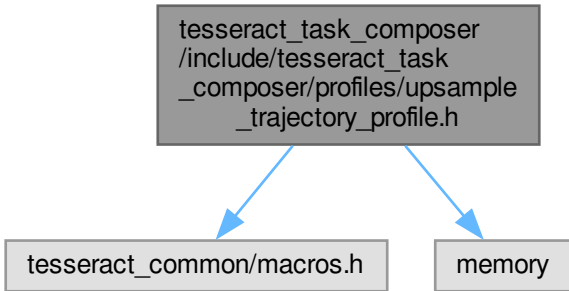 tesseract_task_composer
/include/tesseract_task
_composer/profiles/upsample
_trajectory_profile.h
tesseract_common/macros.h
memory